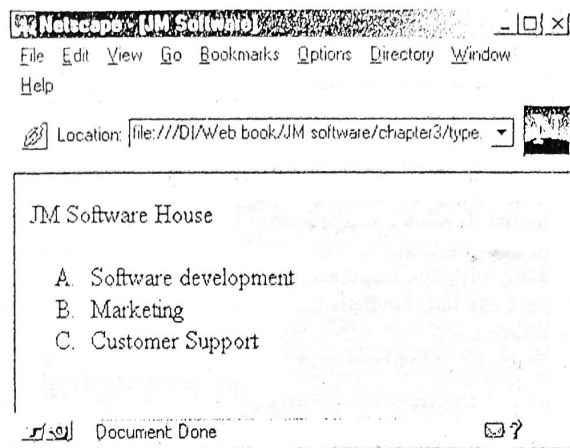 Netscape - [JM Software]
File Edit View Go Bookmarks Options Directory Window
Help
Location: file:///D|/Web book/JM software/chapter3/type.
JM Software House
A. Software development
B. Marketing
C. Customer Support
Document Done
?